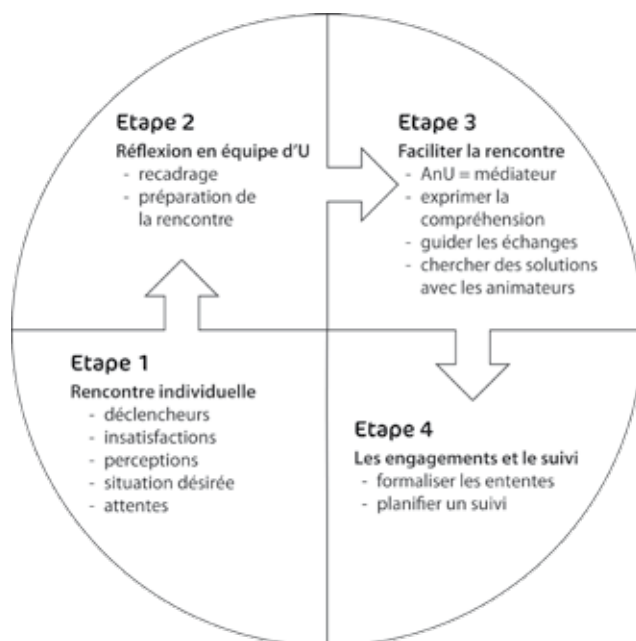 Etape 2
Réflexion en équipe d'U
- recadrage
- préparation de
la rencontre
Etape 3
Faciliter la rencontre
- AnU = médiateur
- exprimer la
compréhension
- guider les échanges
- chercher des solutions
avec les animateurs
Etape 1
Rencontre individuelle
- déclencheurs
- insatisfactions
- perceptions
- situation désirée
- attentes
Etape 4
Les engagements et le suivi
- formaliser les ententes
- planifier un suivi